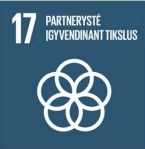 17 PARTNERYSTĖ
ĮGYVENDINANT TIKSLUS